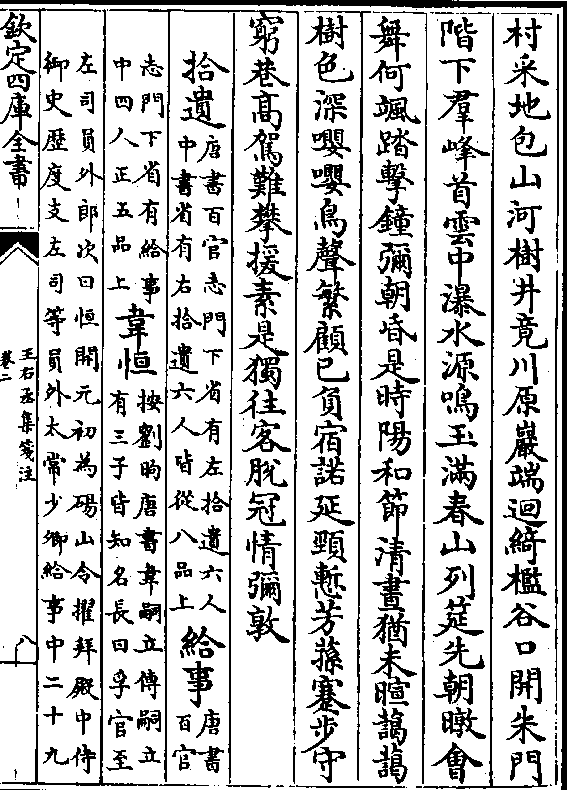 村采地包山河樹井竟川原巖端迴綺檻谷口開朱門
階下羣峰首雲中瀑水源鳴玉滿春山列筵先朝暾會
舞何颯踏擊鐘彌朝昏是時陽和節清晝猶未暄藹藹
樹色深嚶嚶鳥聲繁顧已負宿諾延頸慙芳蓀蹇步守
窮巷高駕難攀援素是獨往客脫冠情彌敦
拾遺唐書百官志門下省有左拾遺六人中書省有右拾遺六人皆從八品上給事唐書百官
志門下省有給事中四人正五品上韋恒按劉昫唐書韋嗣立傳嗣立有三子皆知名長曰孚官至
左司員外郎次曰恒開元初為碭山令擢拜殿中侍
御史歷度支左司等員外太常少卿給事中二十九
欽定四庫全書
王右丞集箋注
卷二
八